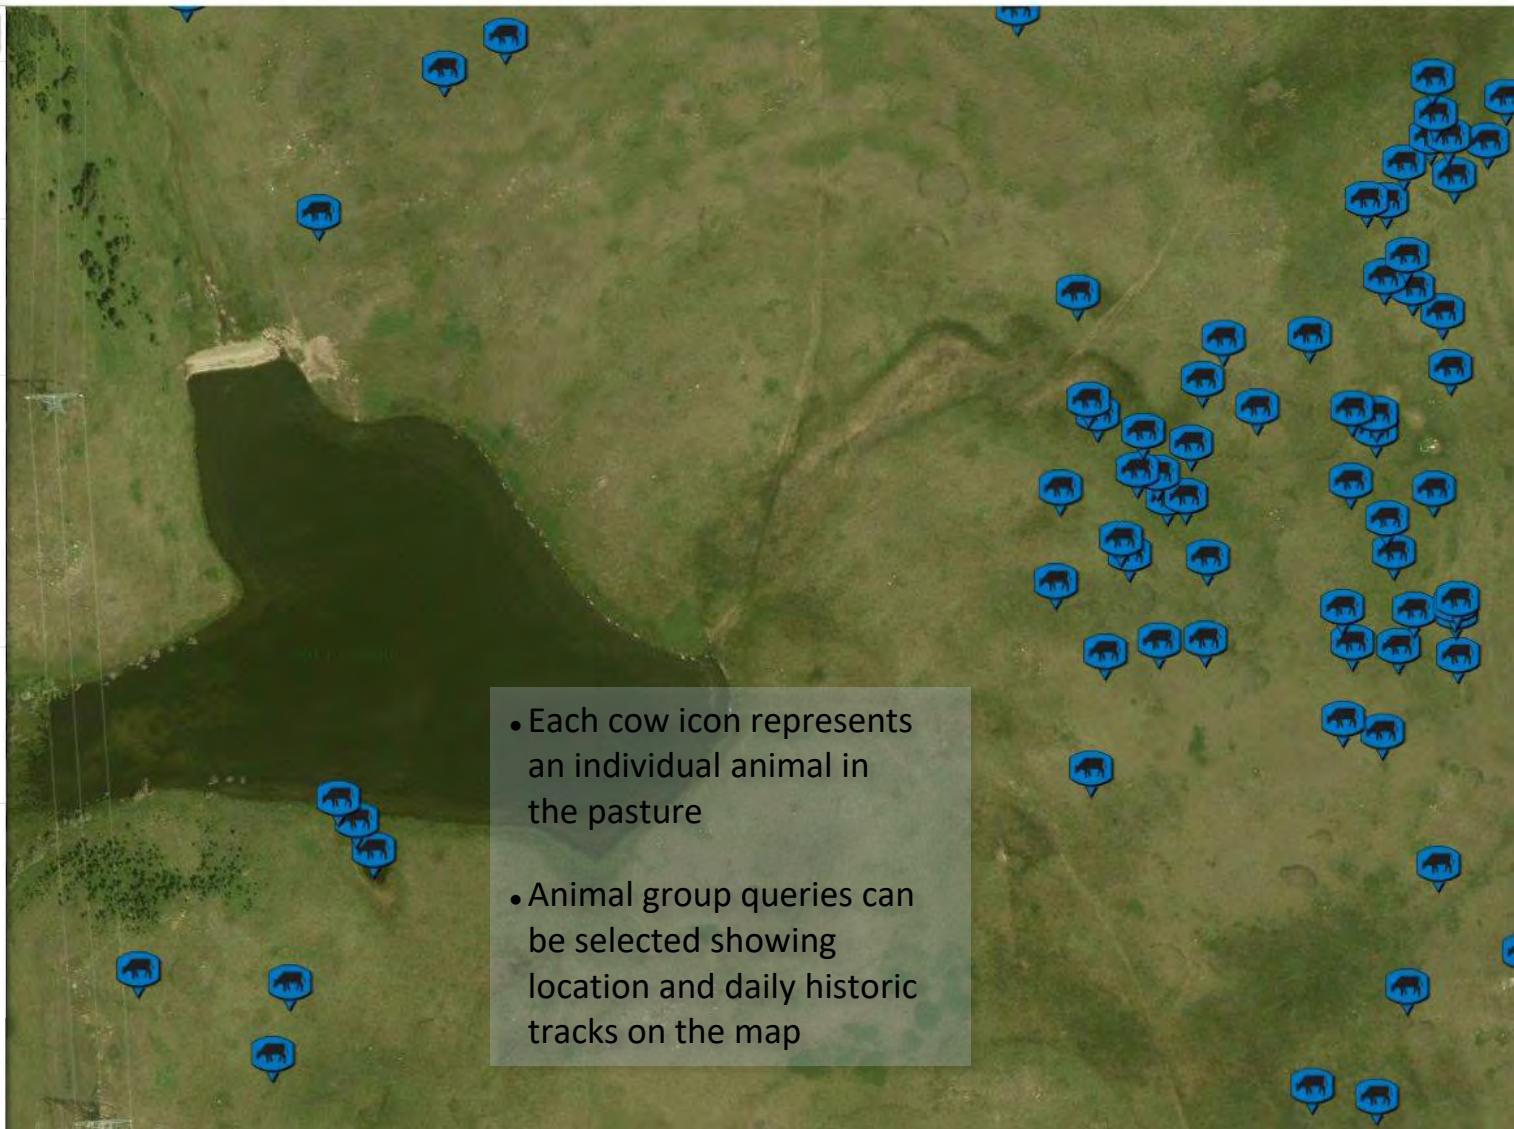 • Each cow icon represents
an individual animal in
the pasture
• Animal group queries can
be selected showing
location and daily historic
tracks on the map